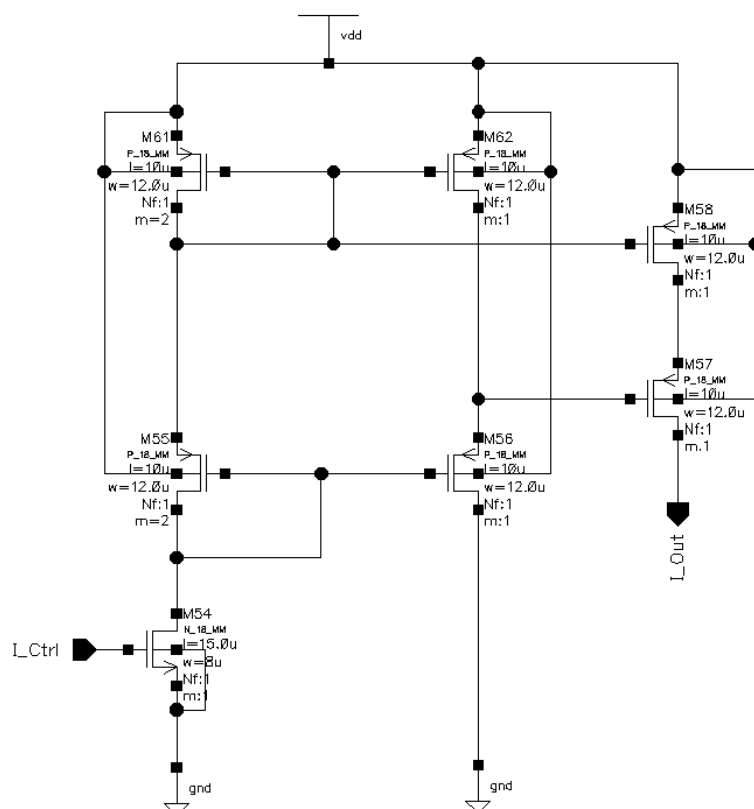 vdd
M61
P_18_MM
l=10u
w=12.0u
Nf:1
m=2
M62
P_18_MM
l=10u
w=12.0u
Nf:1
m:1
M58
P_18_MM
l=10u
w=12.0u
Nf:1
m:1
M57
P_18_MM
l=10u
w=12.0u
Nf:1
m:1
I_Out
M55
P_18_MM
l=10u
w=12.0u
Nf:1
m=2
M56
P_18_MM
l=10u
w=12.0u
Nf:1
m:1
M54
N_18_MM
l=15.0u
w=8u
Nf:1
m:1
I_Ctrl
gnd
gnd